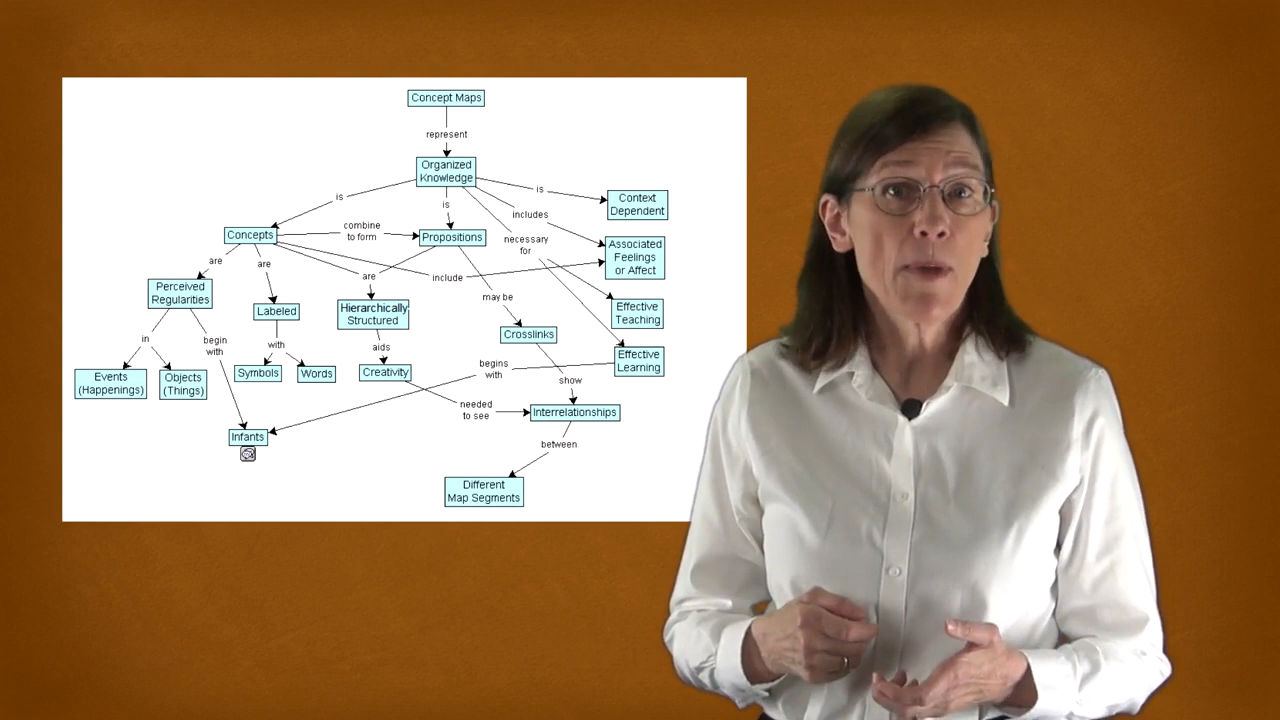 Concept Maps
represent
Organized
Knowledge
is
is
is
Context
Dependent
includes
combine
to form
necessary
for
Concepts
Propositions
Associated
Feelings
or Affect
are
are
are
include
Perceived
Regularities
may be
Labeled
Hierarchically
Structured
Effective
Teaching
Crosslinks
in
begin
with
with
aids
Effective
Learning
begins
with
Events
(Happenings)
Objects
(Things)
Symbols
Words
Creativity
show
needed
to see
Interrelationships
Infants
between
Different
Map Segments